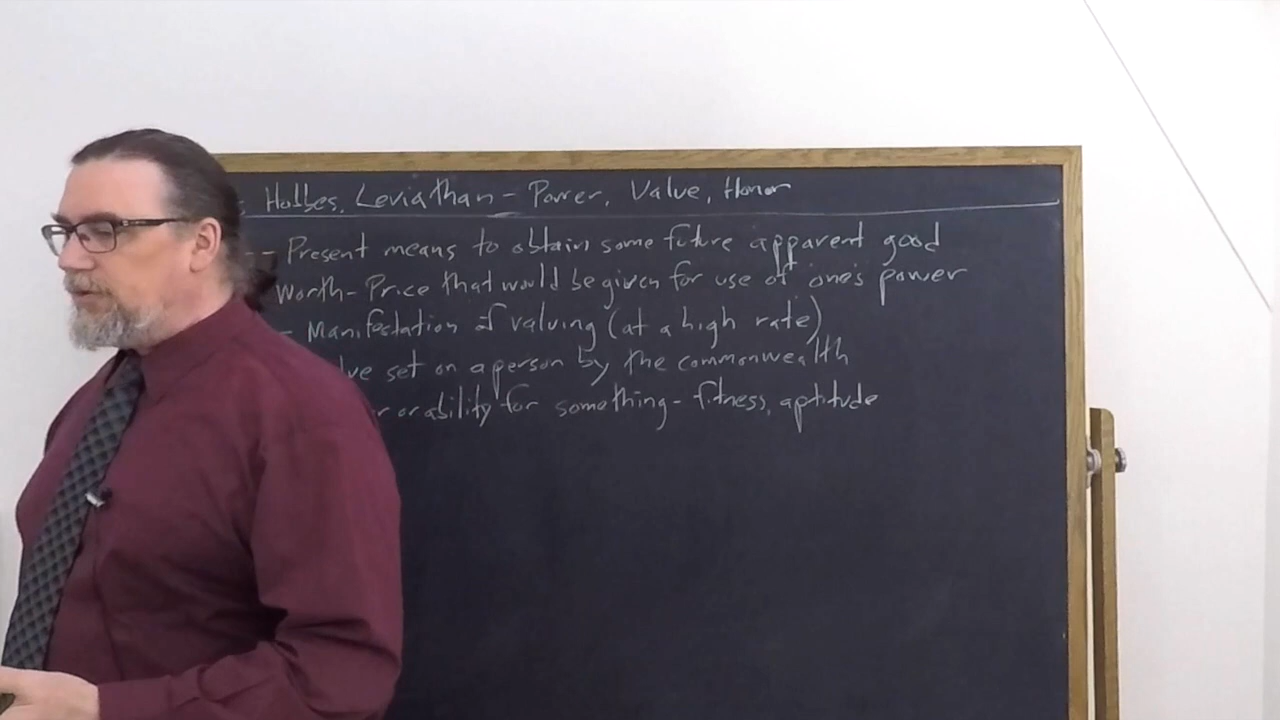 - Hobbes, Leviathan - Power, Value, Honor
-- Present means to obtain some future apparent good
Worth - Price that would be given for use of one's power
- Manifestation of valuing (at a high rate)
set on a person by the commonwealth
or ability for something - fitness, aptitude